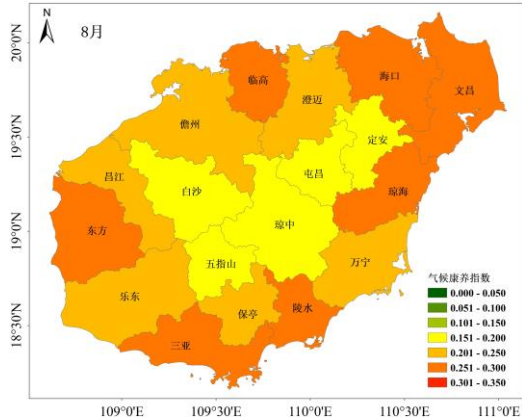 N
8月
20°0'N
19°30'N
19°0'N
18°30'N
临高
海口
文昌
澄迈
儋州
定安
昌江
屯昌
白沙
琼海
东方
琼中
五指山
万宁
乐东
保亭
陵水
三亚
气候康养指数
0.000 - 0.050
0.051 - 0.100
0.101 - 0.150
0.151 - 0.200
0.201 - 0.250
0.251 - 0.300
0.301 - 0.350
109°0'E 109°30'E 110°0'E 110°30'E 111°0'E